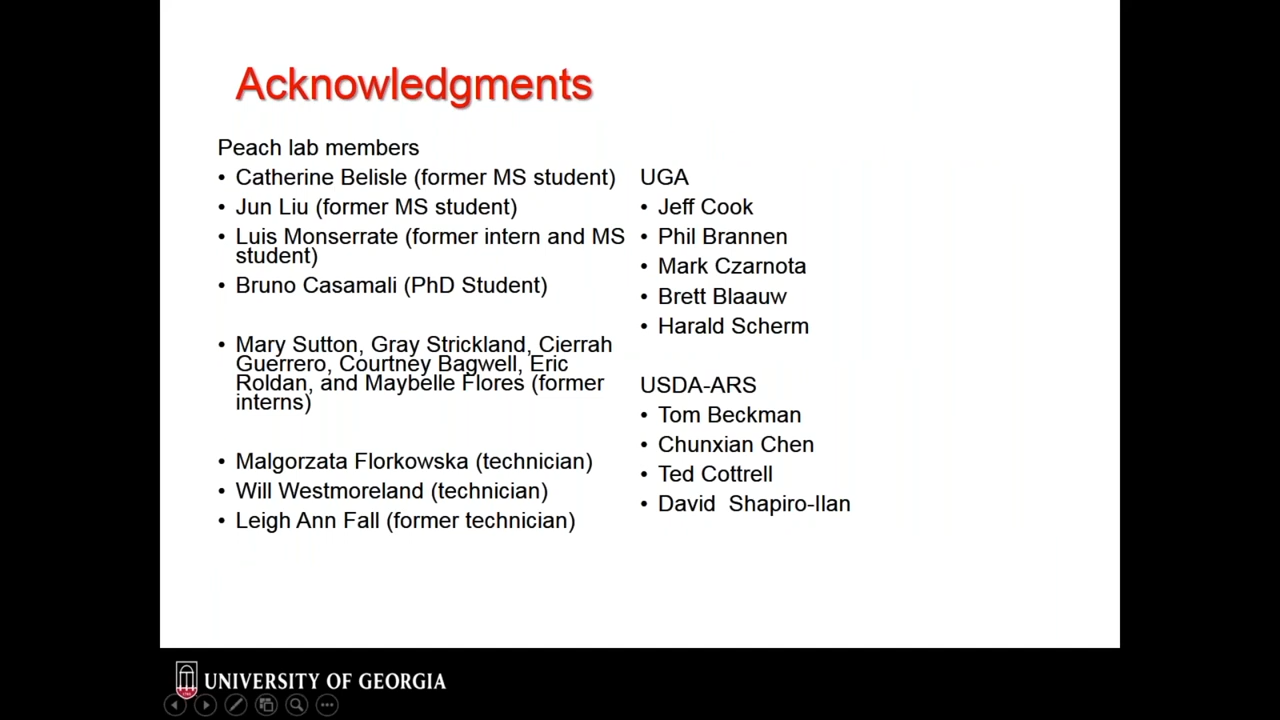 Acknowledgments
Peach lab members
• Catherine Belisle (former MS student)
• Jun Liu (former MS student)
• Luis Monserrate (former intern and MS
student)
• Bruno Casamali (PhD Student)
• Mary Sutton, Gray Strickland, Cierrah
Guerrero, Courtney Bagwell, Eric
Roldan, and Maybelle Flores (former
interns)
• Malgorzata Florkowska (technician)
• Will Westmoreland (technician)
• Leigh Ann Fall (former technician)
UGA
• Jeff Cook
• Phil Brannen
• Mark Czarnota
• Brett Blaauw
• Harald Scherm
USDA-ARS
• Tom Beckman
• Chunxian Chen
• Ted Cottrell
• David  Shapiro-Ilan
UNIVERSITY OF GEORGIA